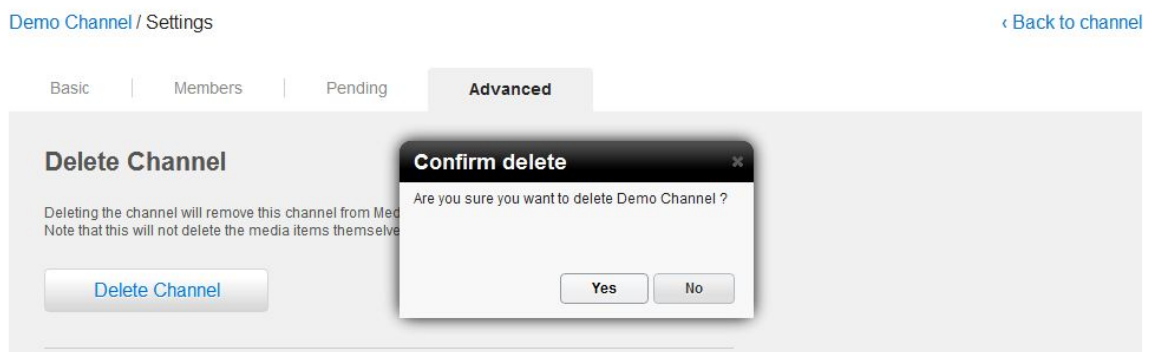 Demo Channel / Settings
‹ Back to channel
Basic
Members
Pending
Advanced
Delete Channel
Deleting the channel will remove this channel from
Note that this will not delete the media items
Delete Channel
Confirm delete
Are you sure you want to delete Demo Channel ?
Yes
No